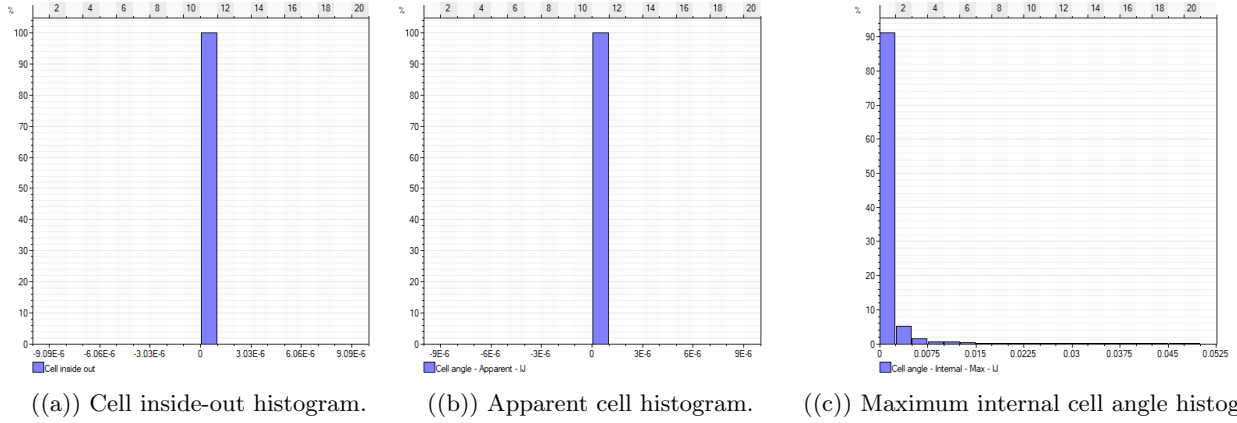 % 2 4 6 8 10 12 14 16 18 20
100
90
80
70
60
50
40
30
20
10
0
-9.09E-6 -6.06E-6 -3.03E-6 0 3.03E-6 6.06E-6 9.09E-6
Cell inside out
((a)) Cell inside-out histogram.
% 2 4 6 8 10 12 14 16 18 20
100
90
80
70
60
50
40
30
20
10
0
-9E-6 -6E-6 -3E-6 0 3E-6 6E-6 9E-6
Cell angle - Apparent - IJ
((b)) Apparent cell histogram.
% 2 4 6 8 10 12 14 16 18 20
90
80
70
60
50
40
30
20
10
0
0 0.0075 0.015 0.0225 0.03 0.0375 0.045 0.0525
Cell angle - Internal - Max - IJ
((c)) Maximum internal cell angle histog